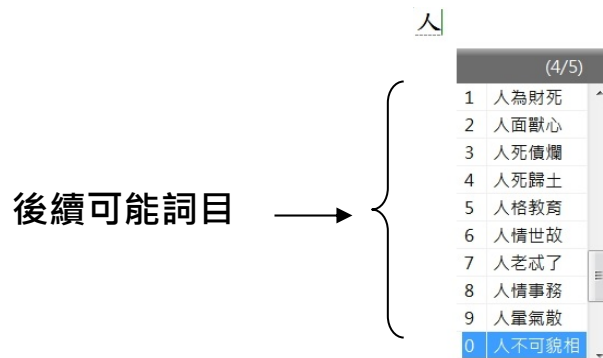 人
(4/5)
1 人為財死
2 人面獸心
3 人死債爛
4 人死歸土
5 人格教育
6 人情世故
7 人老忒了
8 人情事務
9 人暈氣散
0 人不可貌相
後續可能詞目